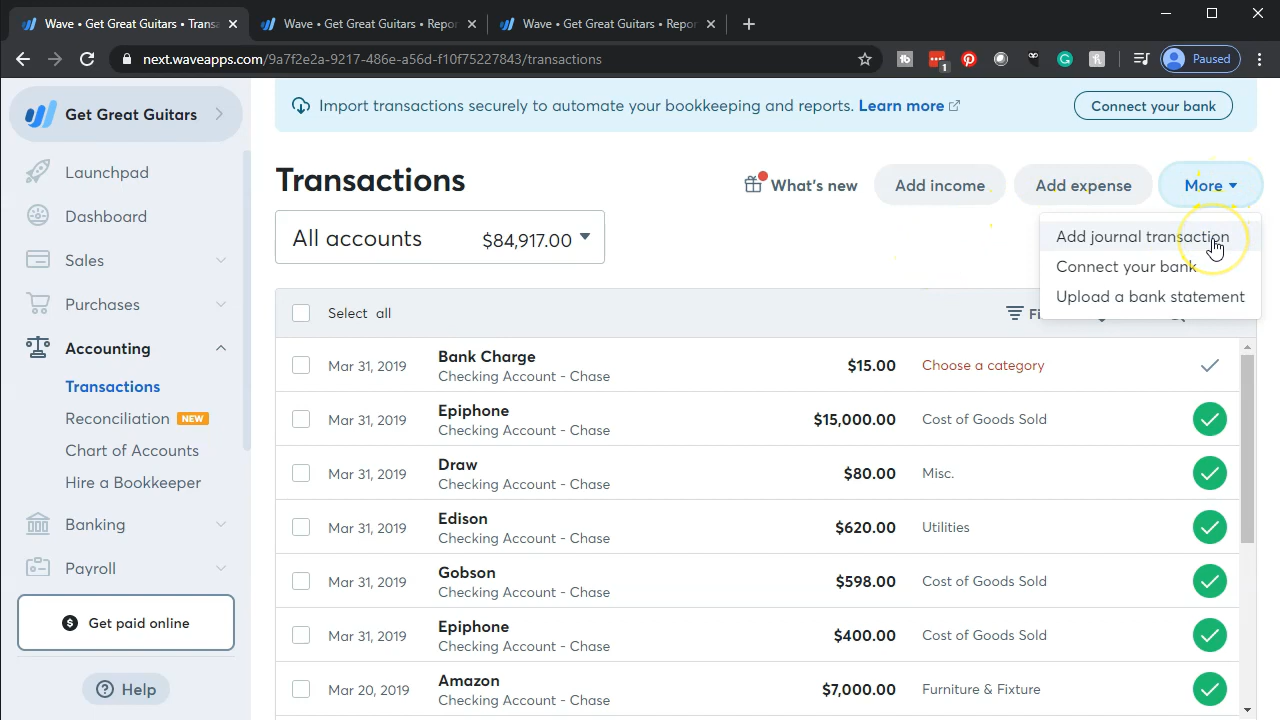 Wave • Get Great Guitars • Transa
Wave • Get Great Guitars • Repor
Wave • Get Great Guitars • Repor
next.waveapps.com/9a7f2e2a-9217-486e-a56d-f10f75227843/transactions
1
Paused
Get Great Guitars
Import transactions securely to automate your bookkeeping and reports. Learn more
Connect your bank
Launchpad
Dashboard
Sales
Purchases
Accounting
Transactions
Reconciliation NEW
Chart of Accounts
Hire a Bookkeeper
Banking
Payroll
Get paid online
Help
Transactions
What's new
Add income
Add expense
More
Add journal transaction
Connect your bank
Upload a bank statement
All accounts $84,917.00
Select all
Mar 31, 2019 Bank Charge $15.00 Choose a category
Checking Account - Chase
Mar 31, 2019 Epiphone $15,000.00 Cost of Goods Sold
Checking Account - Chase
Mar 31, 2019 Draw $80.00 Misc.
Checking Account - Chase
Mar 31, 2019 Edison $620.00 Utilities
Checking Account - Chase
Mar 31, 2019 Gobson $598.00 Cost of Goods Sold
Checking Account - Chase
Mar 31, 2019 Epiphone $400.00 Cost of Goods Sold
Checking Account - Chase
Mar 20, 2019 Amazon $7,000.00 Furniture & Fixture
Checking Account - Chase